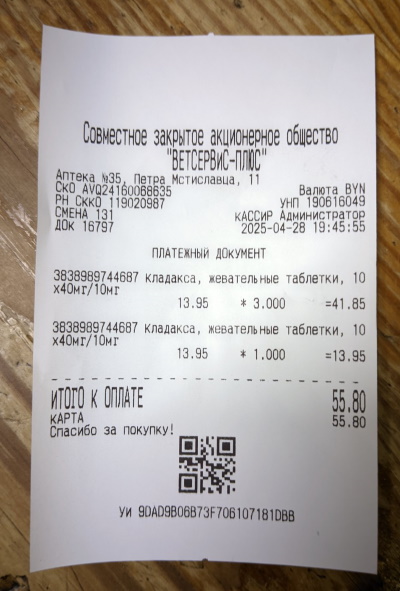 Совместное закрытое акционерное общество
"ВЕТСЕРВИС-ПЛЮС"
Аптека №35, Петра Мстиславца, 11
СКО AVQ24160068635 Валюта BYN
РН СККО 119020987 УНП 190616049
СМЕНА 131 КАССИР Администратор
ДОК 16797 2025-04-28 19:45:55
ПЛАТЕЖНЫЙ ДОКУМЕНТ
3838989744687 Кладакса, жевательные таблетки, 10
х40мг/10мг
13.95 * 3.000 =41.85
3838989744687 Кладакса, жевательные таблетки, 10
х40мг/10мг
13.95 * 1.000 =13.95
ИТОГО К ОПЛАТЕ 55.80
КАРТА 55.80
Спасибо за покупку!
УИ 9DAD9B06B73F706107181DBB